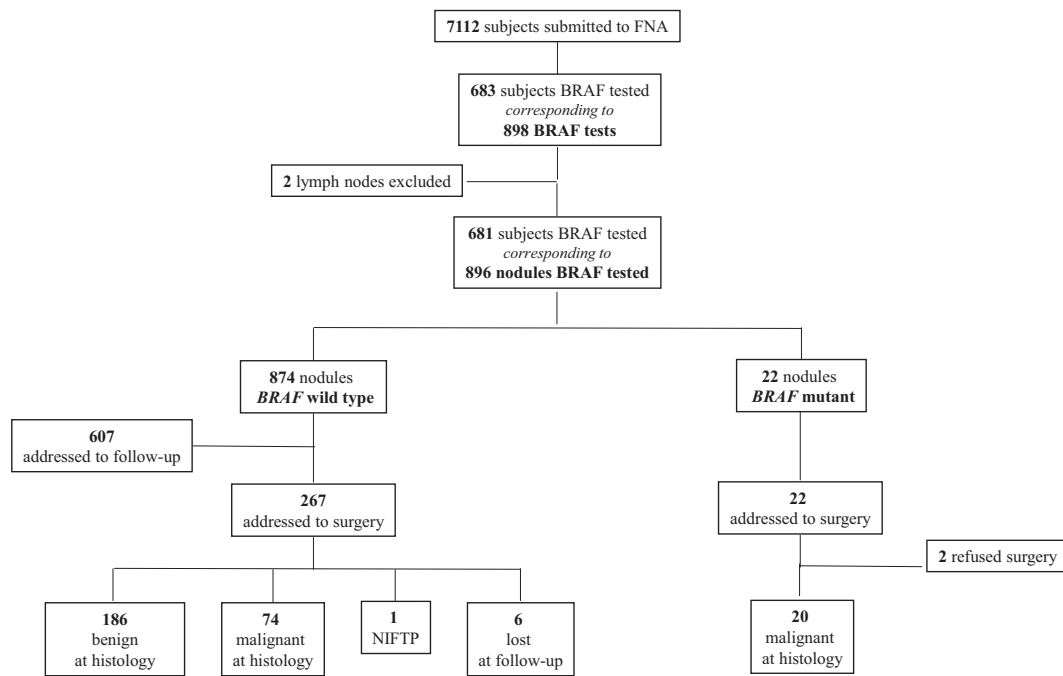 7112 subjects submitted to FNA
683 subjects BRAF tested
corresponding to
898 BRAF tests
2 lymph nodes excluded
681 subjects BRAF tested
corresponding to
896 nodules BRAF tested
874 nodules
BRAF wild type
22 nodules
BRAF mutant
607
addressed to follow-up
267
addressed to surgery
22
addressed to surgery
2 refused surgery
186
benign
at histology
74
malignant
at histology
1
NIFTP
6
lost
at follow-up
20
malignant
at histology